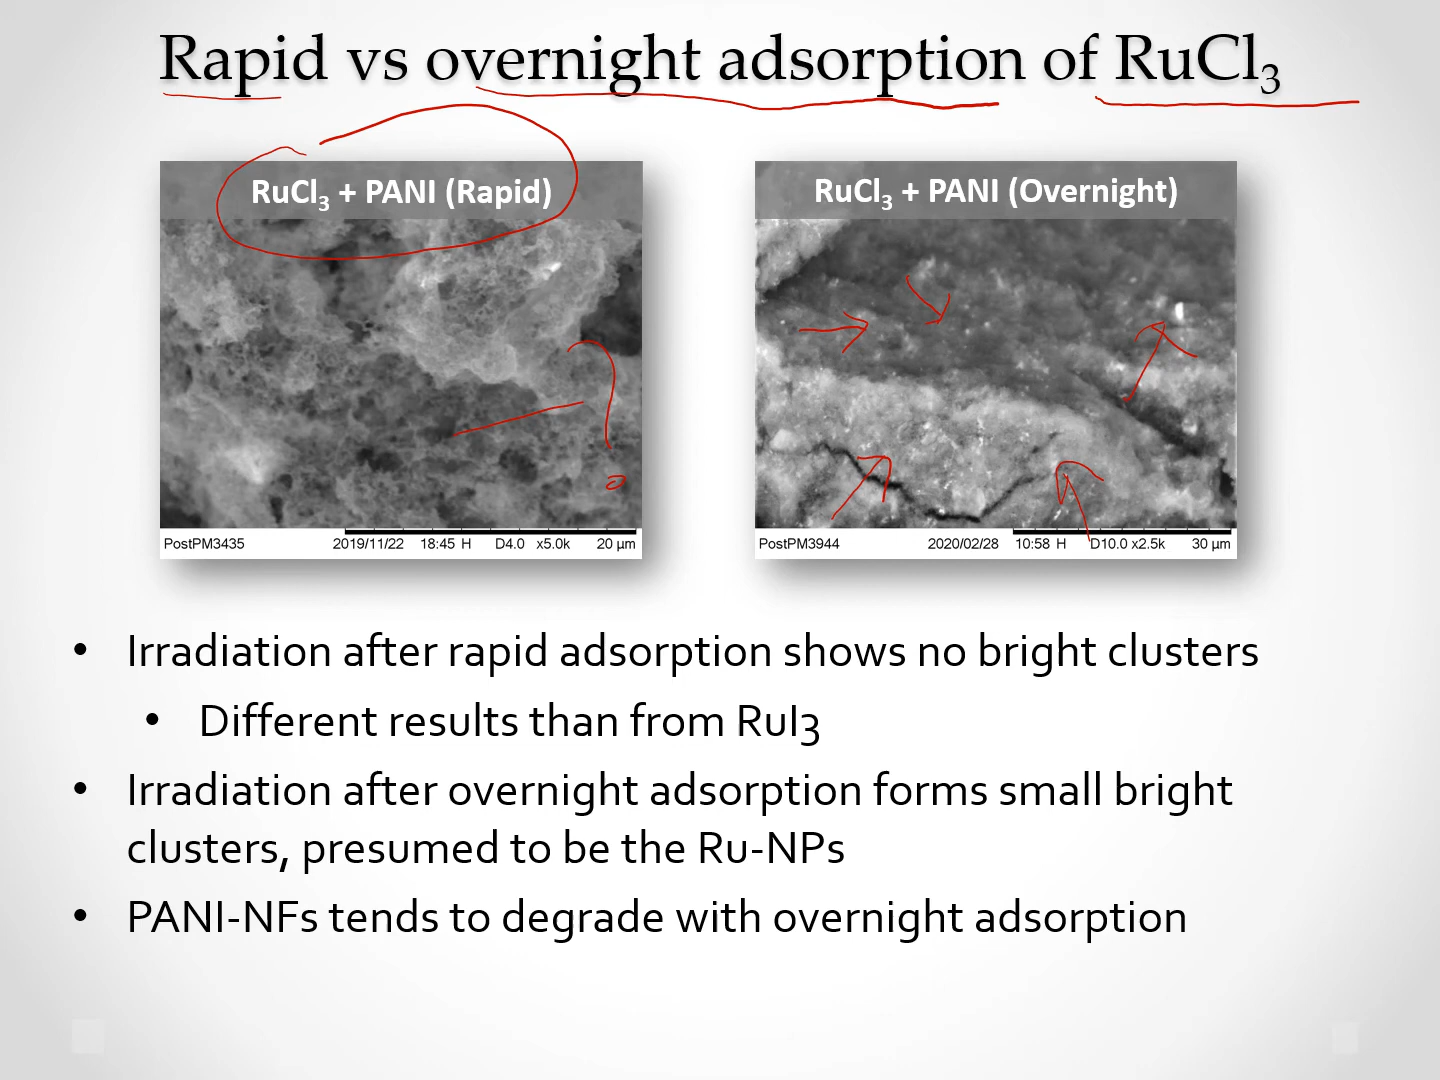 Rapid vs overnight adsorption of RuCl₃
RuCl₃ + PANI (Rapid)
PostPM3435 2019/11/22 18:45 H D4.0 x5.0k 20 µm
RuCl₃ + PANI (Overnight)
PostPM3944 2020/02/28 10:58 H D10.0 x2.5k 30 µm
• Irradiation after rapid adsorption shows no bright clusters
• Different results than from RuI3
• Irradiation after overnight adsorption forms small bright
clusters, presumed to be the Ru-NPs
• PANI-NFs tends to degrade with overnight adsorption